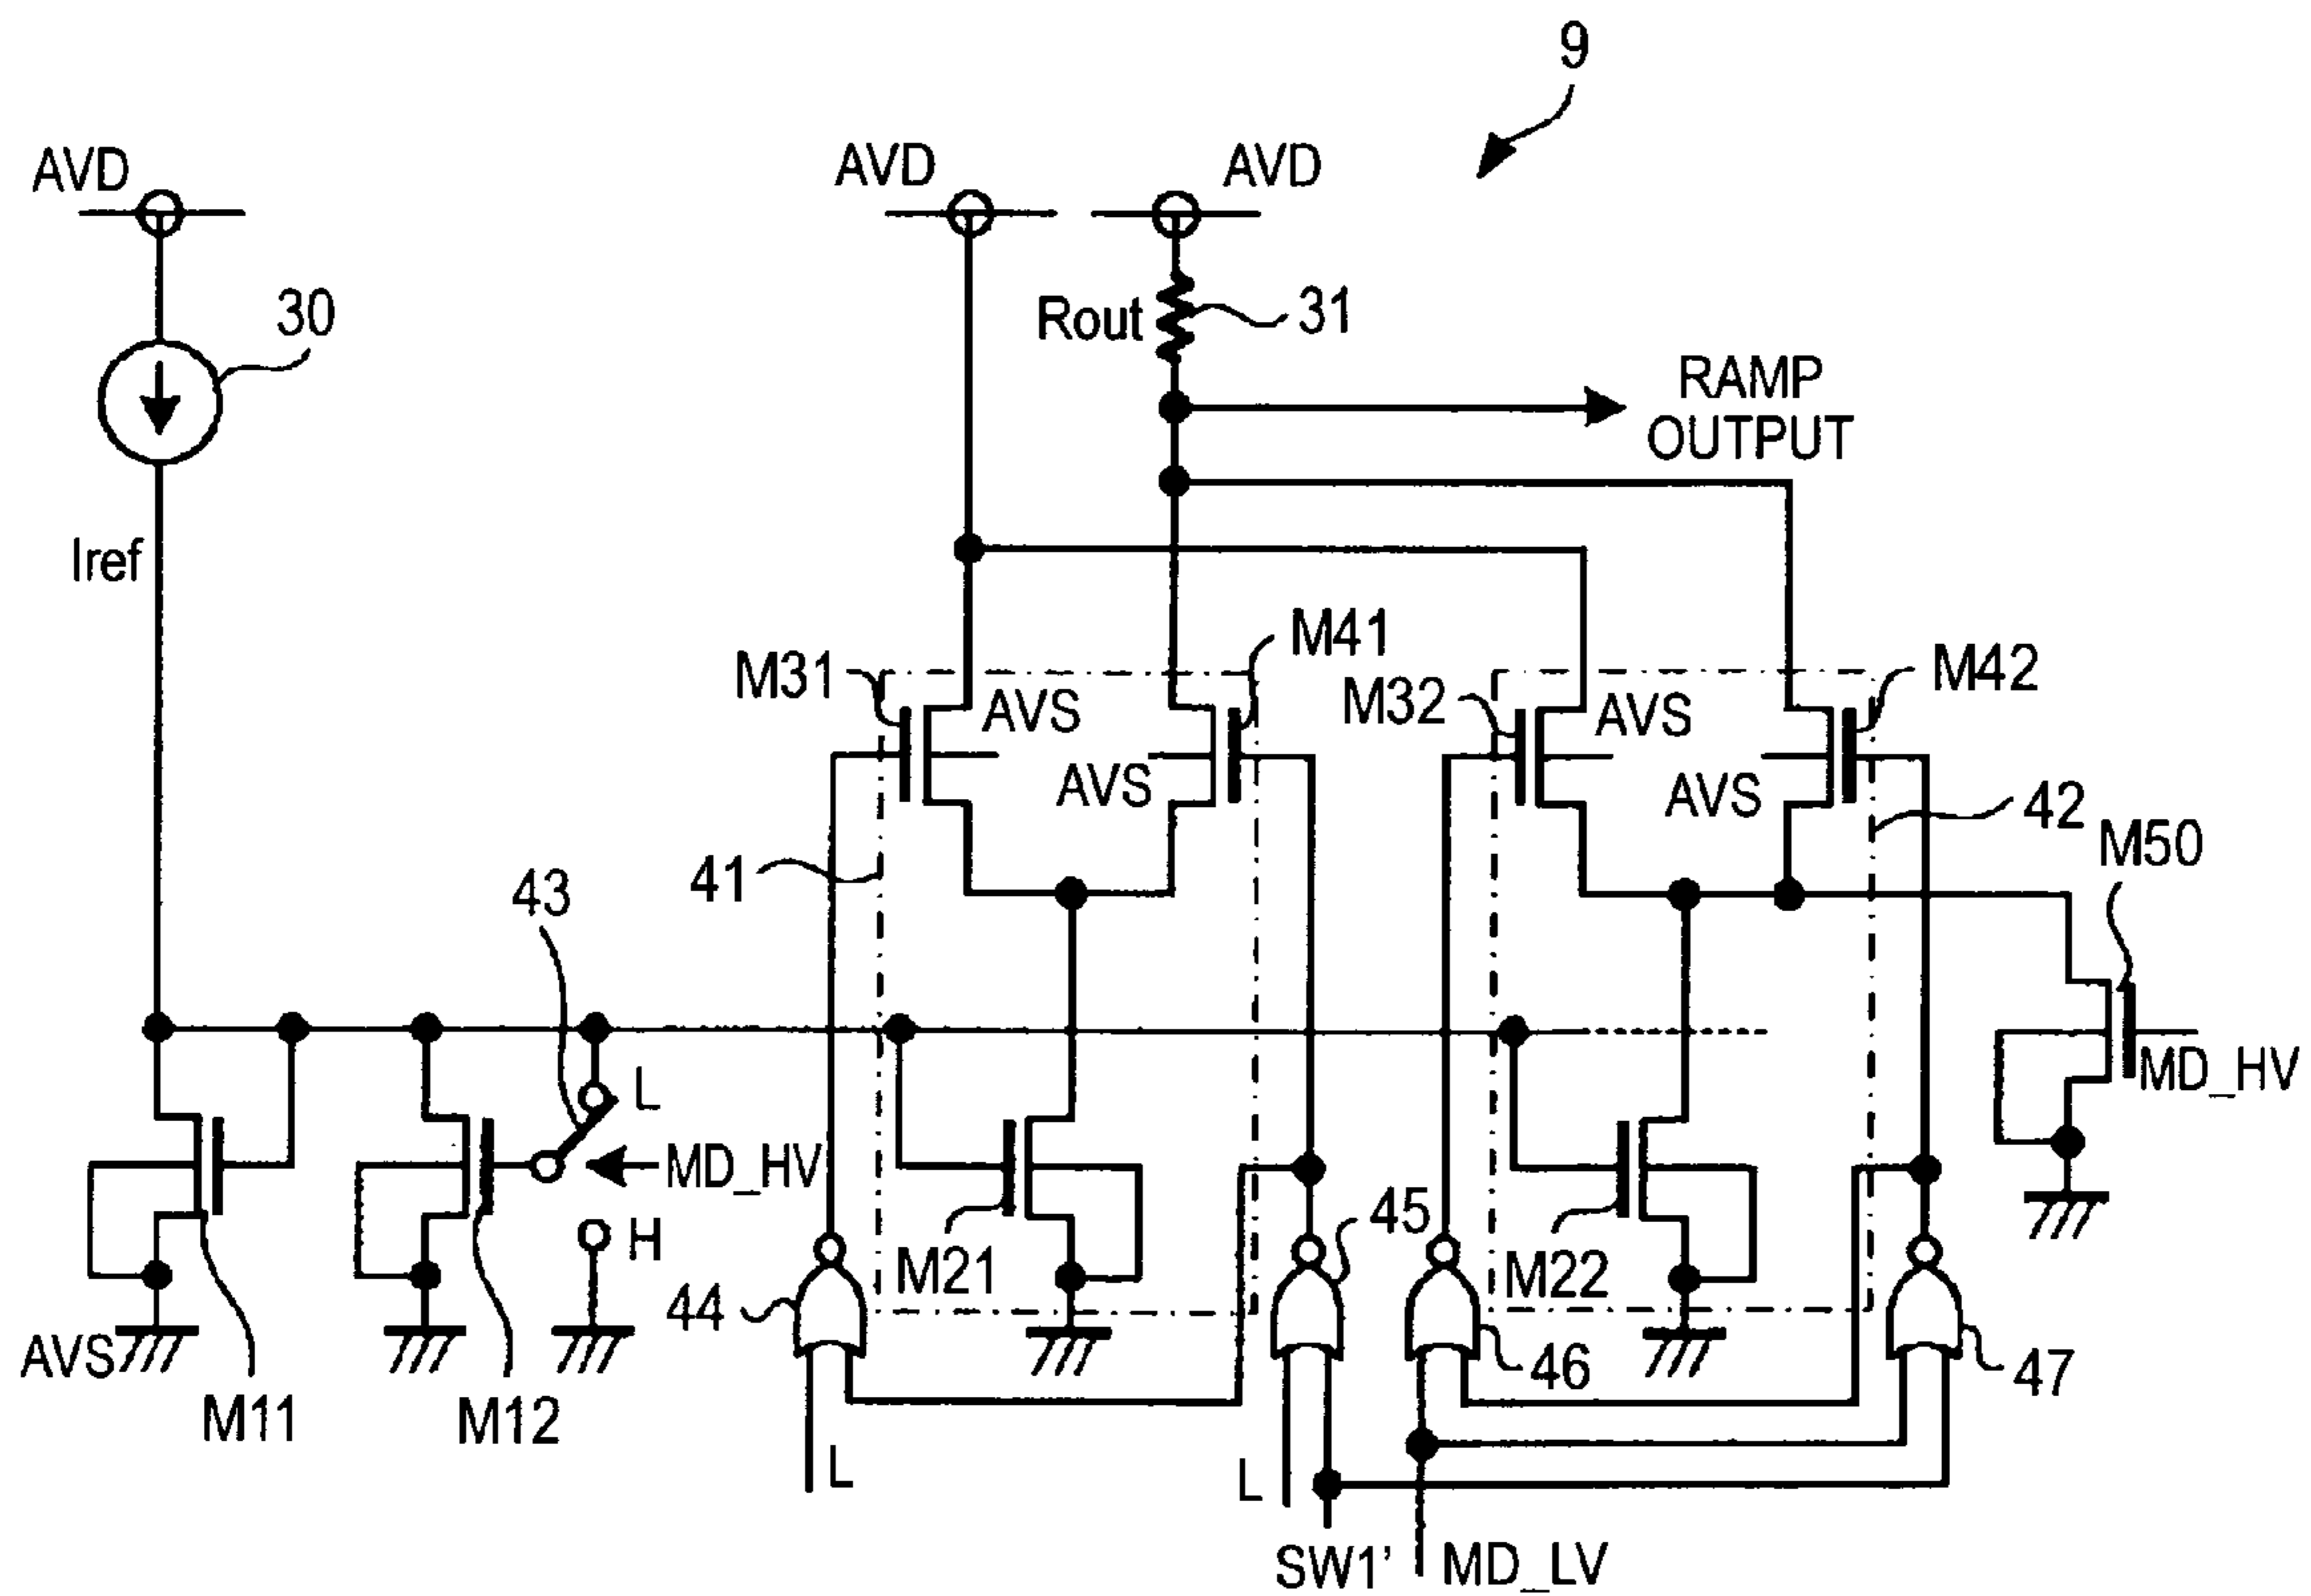 9
AVD
AVD
AVD
30
Rout
31
RAMP
OUTPUT
Iref
M31
M41
M32
M42
AVS
AVS
AVS
AVS
41
42
43
M50
L
MD_HV
MD_HV
H
M21
45
M22
44
AVS
46
47
M11
M12
L
L
SW1’
MD_LV